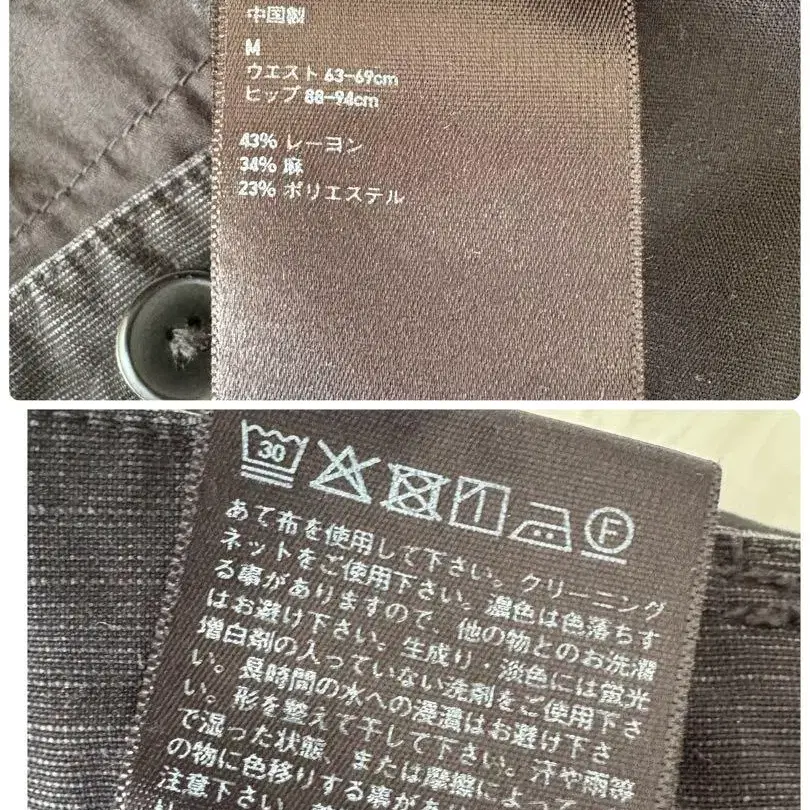 中国製
M
ウエスト 63-69cm
ヒップ 88-94cm
43% レーヨン
34% 麻
23% ポリエステル
30
F
あて布を使用して下さい。クリーニング
ネットをご使用下さい。濃色は色落ちす
る事がありますので、他の物とのお洗濯
はお避け下さい。生成り・淡色には蛍光
増白剤の入っていない洗剤をご使用下さ
い。長時間の水への浸漬はお避け下さ
い。形を整えて干して下さい。汗や雨等
で湿った状態、または摩擦によって
の物に色移りする事があります
注意下さい。